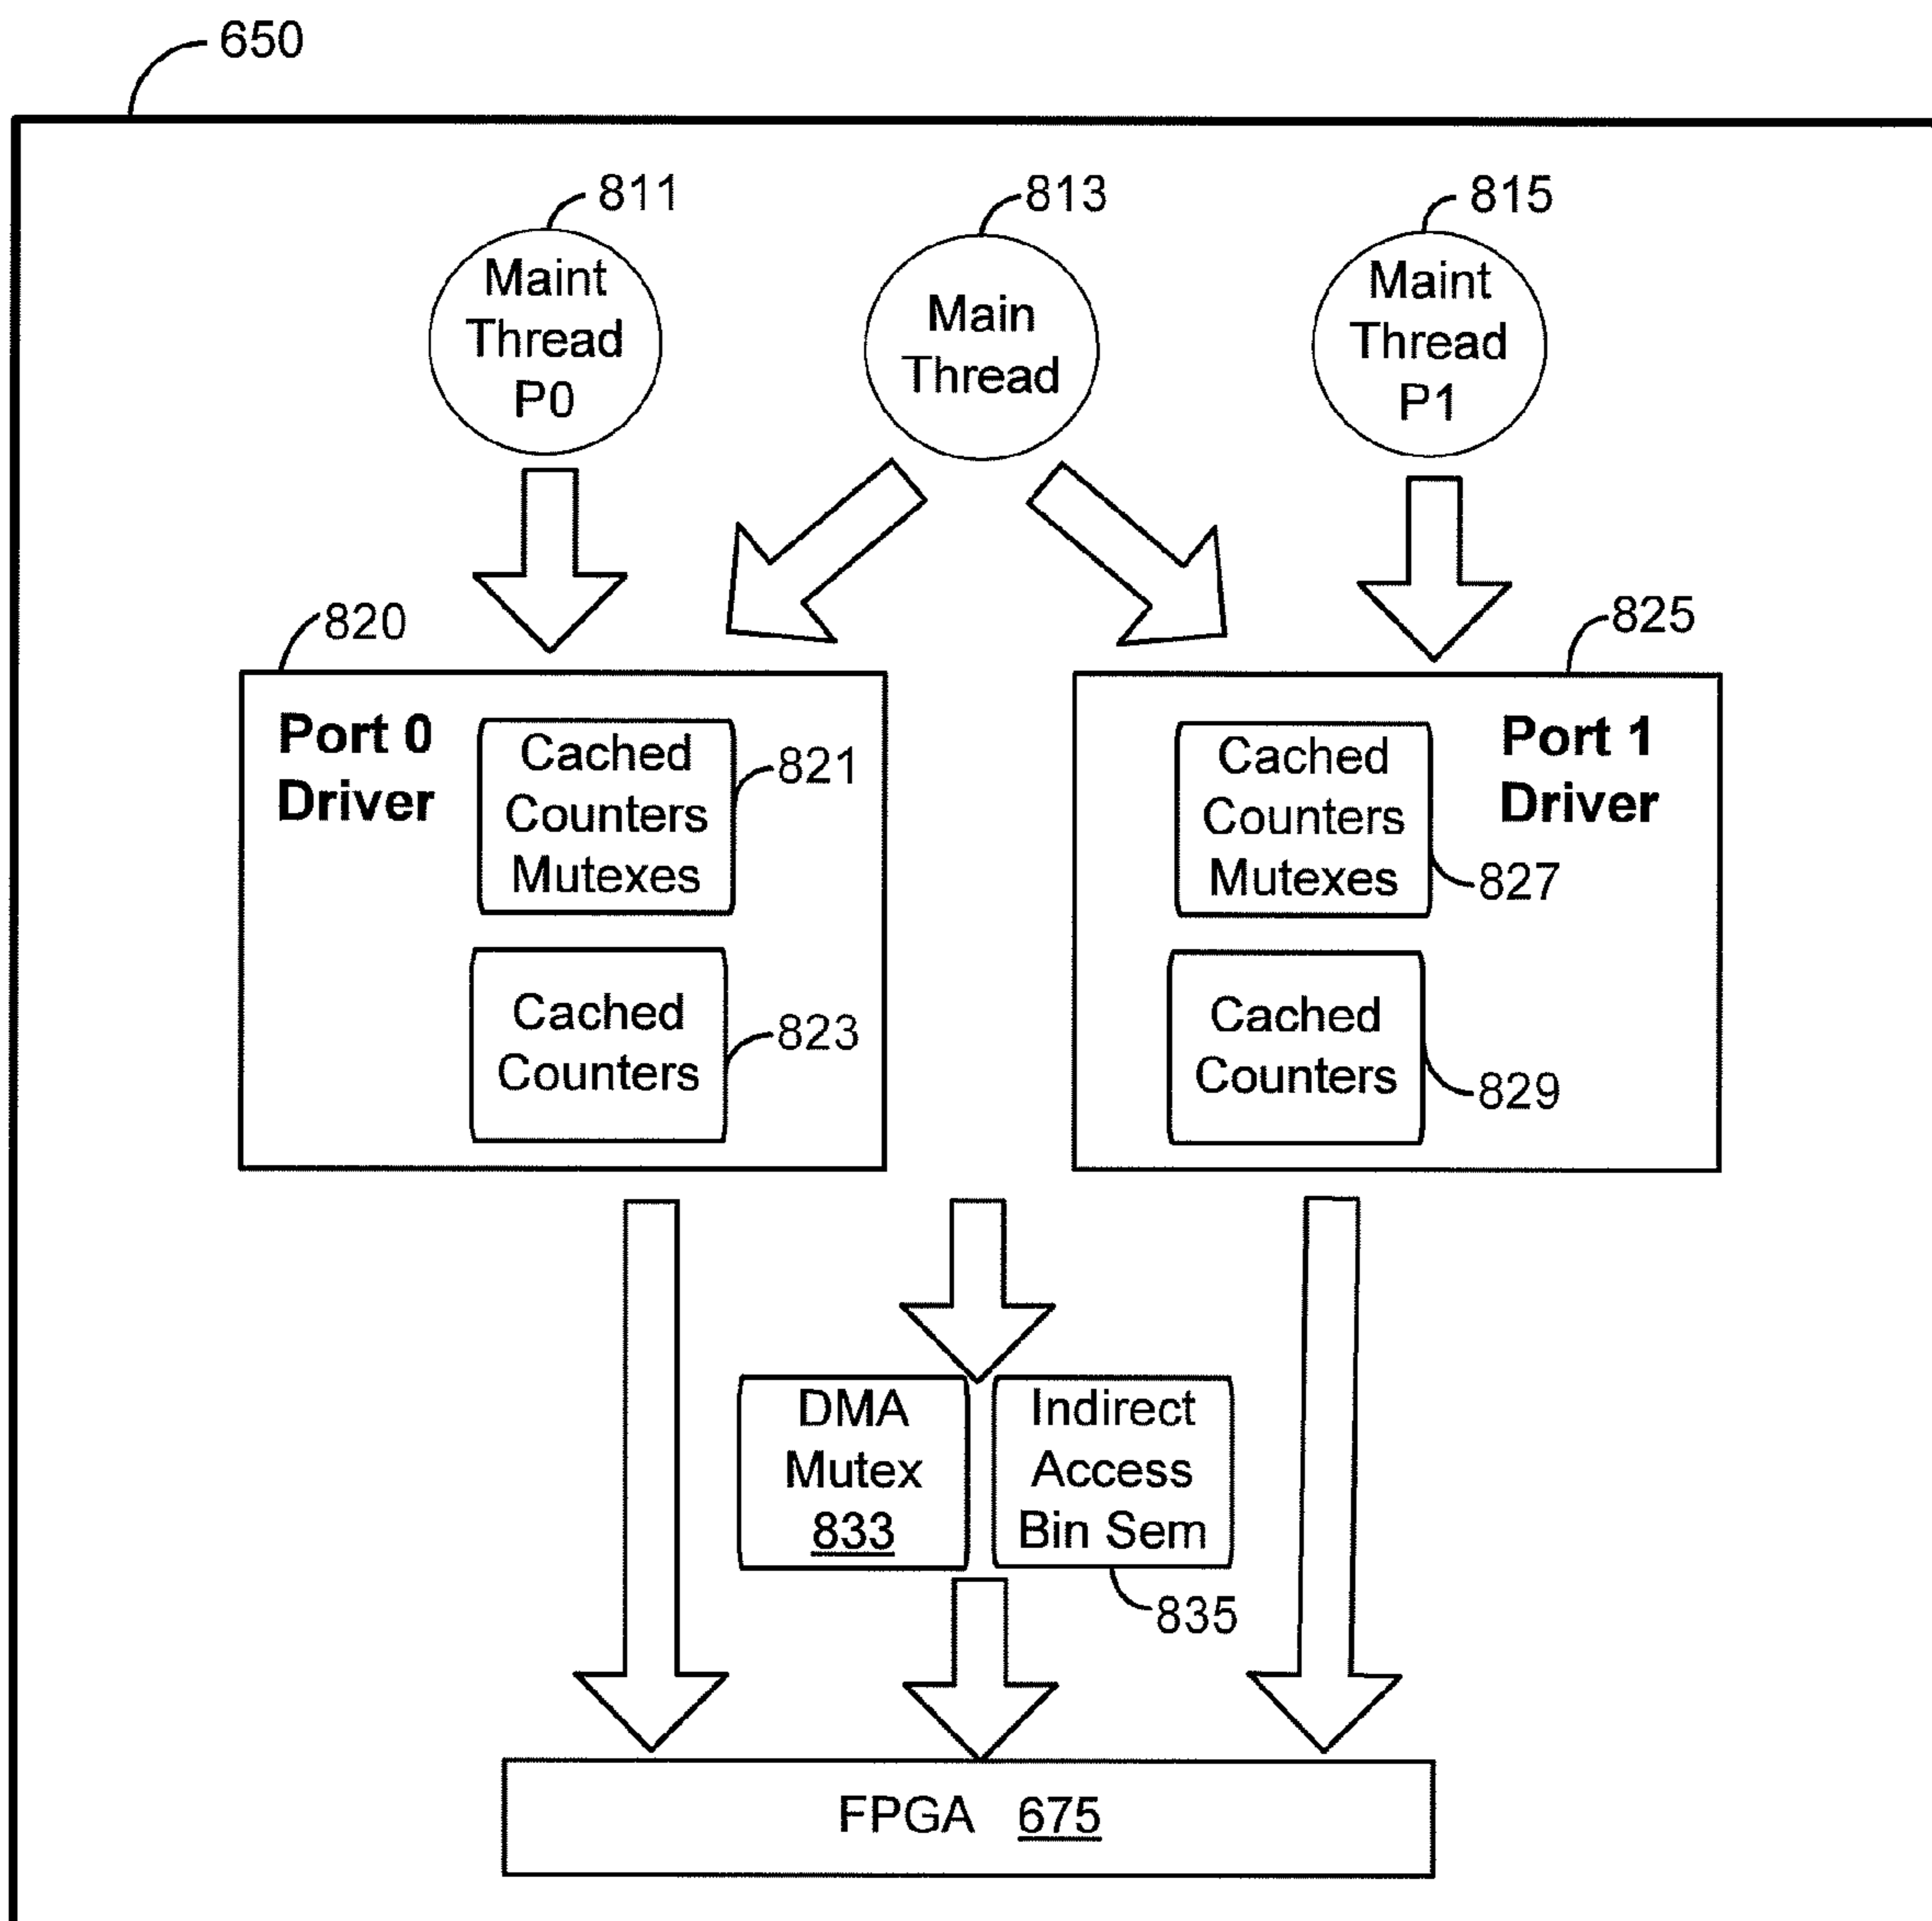 650
811
813
815
Maint
Thread
P0
Main
Thread
Maint
Thread
P1
820
825
Port 0
Driver
Cached
Counters
Mutexes
821
Cached
Counters
823
Cached
Counters
Mutexes
827
Port 1
Driver
Cached
Counters
829
DMA
Mutex
833
Indirect
Access
Bin Sem
835
FPGA 675